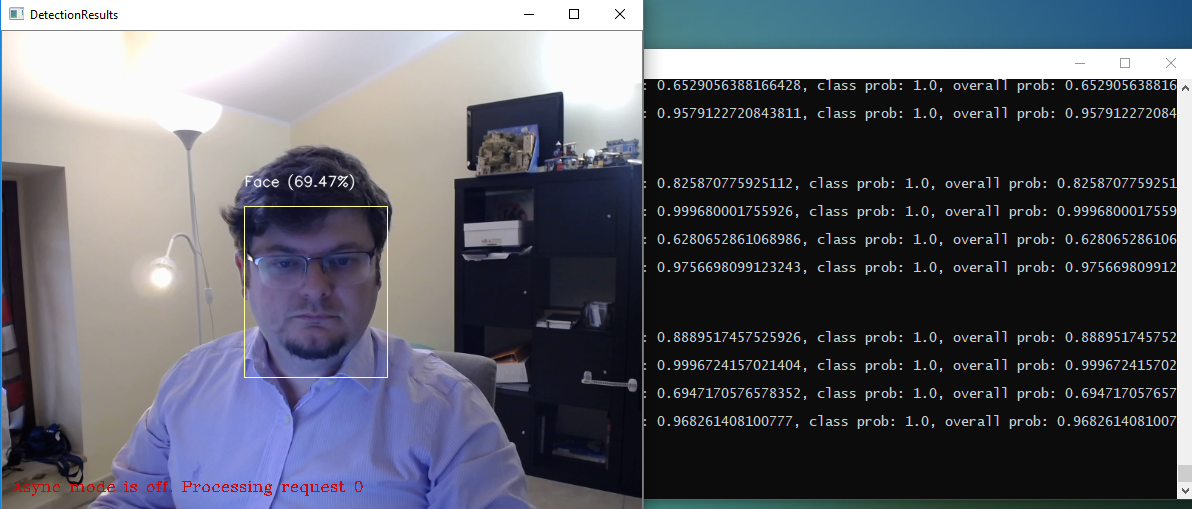 DetectionResults
Face (69.47%)
Async mode is off. Processing request 0
: 0.6529056388166428, class prob: 1.0, overall prob: 0.652905638816
: 0.9579122720843811, class prob: 1.0, overall prob: 0.957912272084
: 0.825870775925112, class prob: 1.0, overall prob: 0.8258707759251
: 0.999680001755926, class prob: 1.0, overall prob: 0.9996800017559
: 0.6280652861068986, class prob: 1.0, overall prob: 0.628065286106
: 0.9756698099123243, class prob: 1.0, overall prob: 0.975669809912
: 0.8889517457525926, class prob: 1.0, overall prob: 0.888951745752
: 0.9996724157021404, class prob: 1.0, overall prob: 0.999672415702
: 0.6947170576578352, class prob: 1.0, overall prob: 0.694717057657
: 0.968261408100777, class prob: 1.0, overall prob: 0.9682614081007